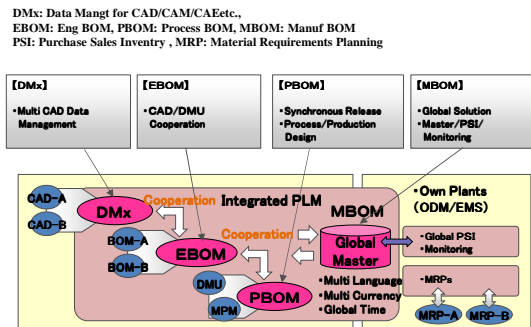 DMx: Data Mangt for CAD/CAM/CAEetc.,
EBOM: Eng BOM, PBOM: Process BOM, MBOM: Manuf BOM
PSI: Purchase Sales Inventry , MRP: Material Requirements Planning
【DMx】
・Multi CAD Data
Management
【EBOM】
・CAD/DMU
Cooperation
【PBOM】
・Synchronous Release
・Process/Production
Design
【MBOM】
・Global Solution
・Master/PSI/
Monitoring
CAD-A
CAD-B
DMx
Cooperation
Integrated PLM
BOM-A
BOM-B
EBOM
Cooperation
DMU
MPM
PBOM
MBOM
Global
Master
・Multi Language
・Multi Currency
・Global Time
・Own Plants
(ODM/EMS)
・Global PSI
・Monitoring
・MRPs
MRP-A
MRP-B